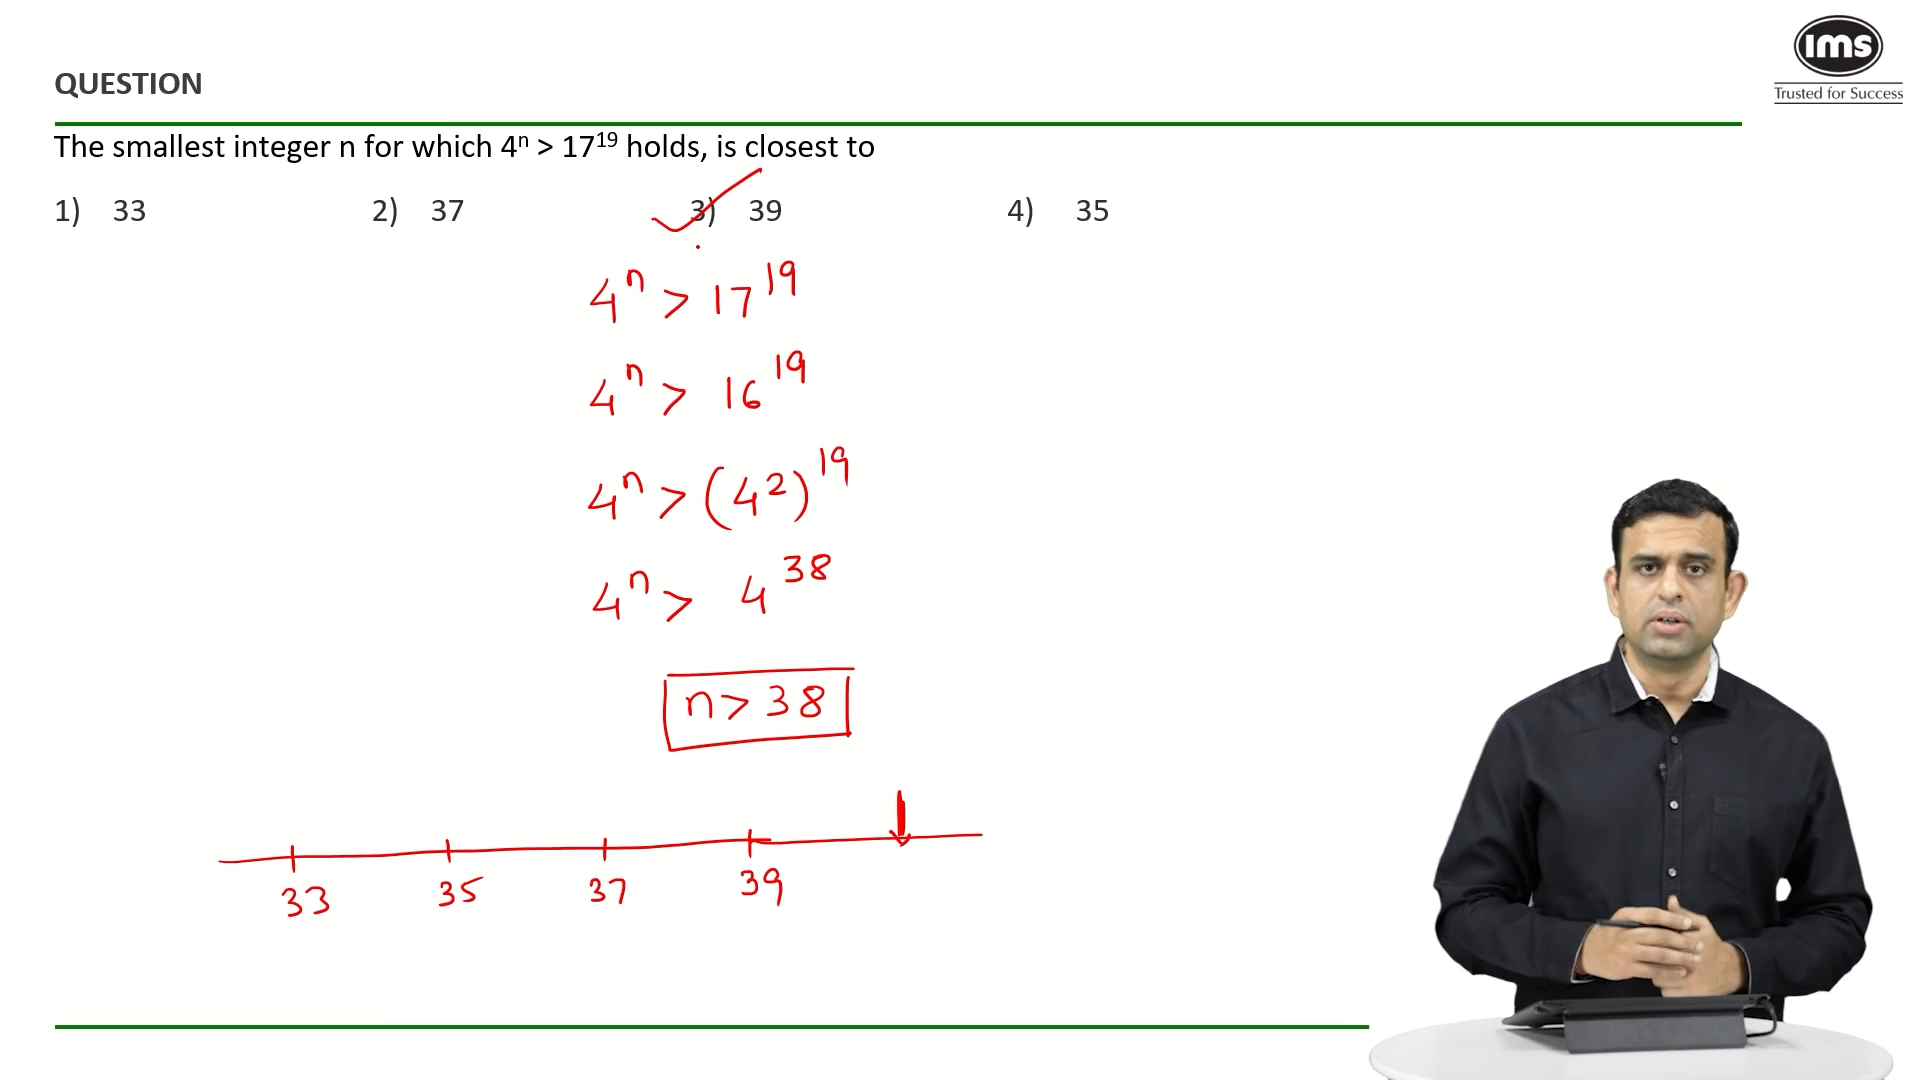 ims
Trusted for Success
QUESTION
The smallest integer n for which 4ⁿ > 17¹⁹ holds, is closest to
1) 33 2) 37 3) 39 4) 35
4ⁿ > 17¹⁹
4ⁿ > 16¹⁹
4ⁿ > (4²)¹⁹
4ⁿ > 4³⁸
n > 38
33 35 37 39